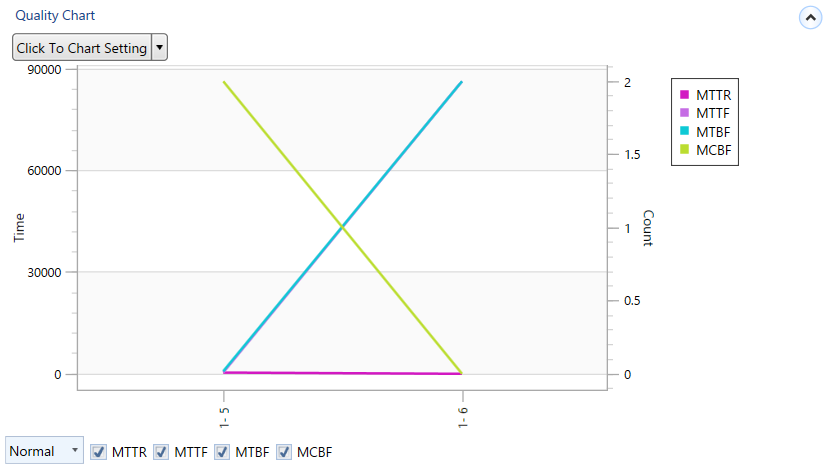 Quality Chart
Click To Chart Setting
90000
60000
30000
0
Time
2
1.5
1
0.5
0
Count
1- 5
1- 6
MTTR
MTTF
MTBF
MCBF
Normal MTTR MTTF MTBF MCBF